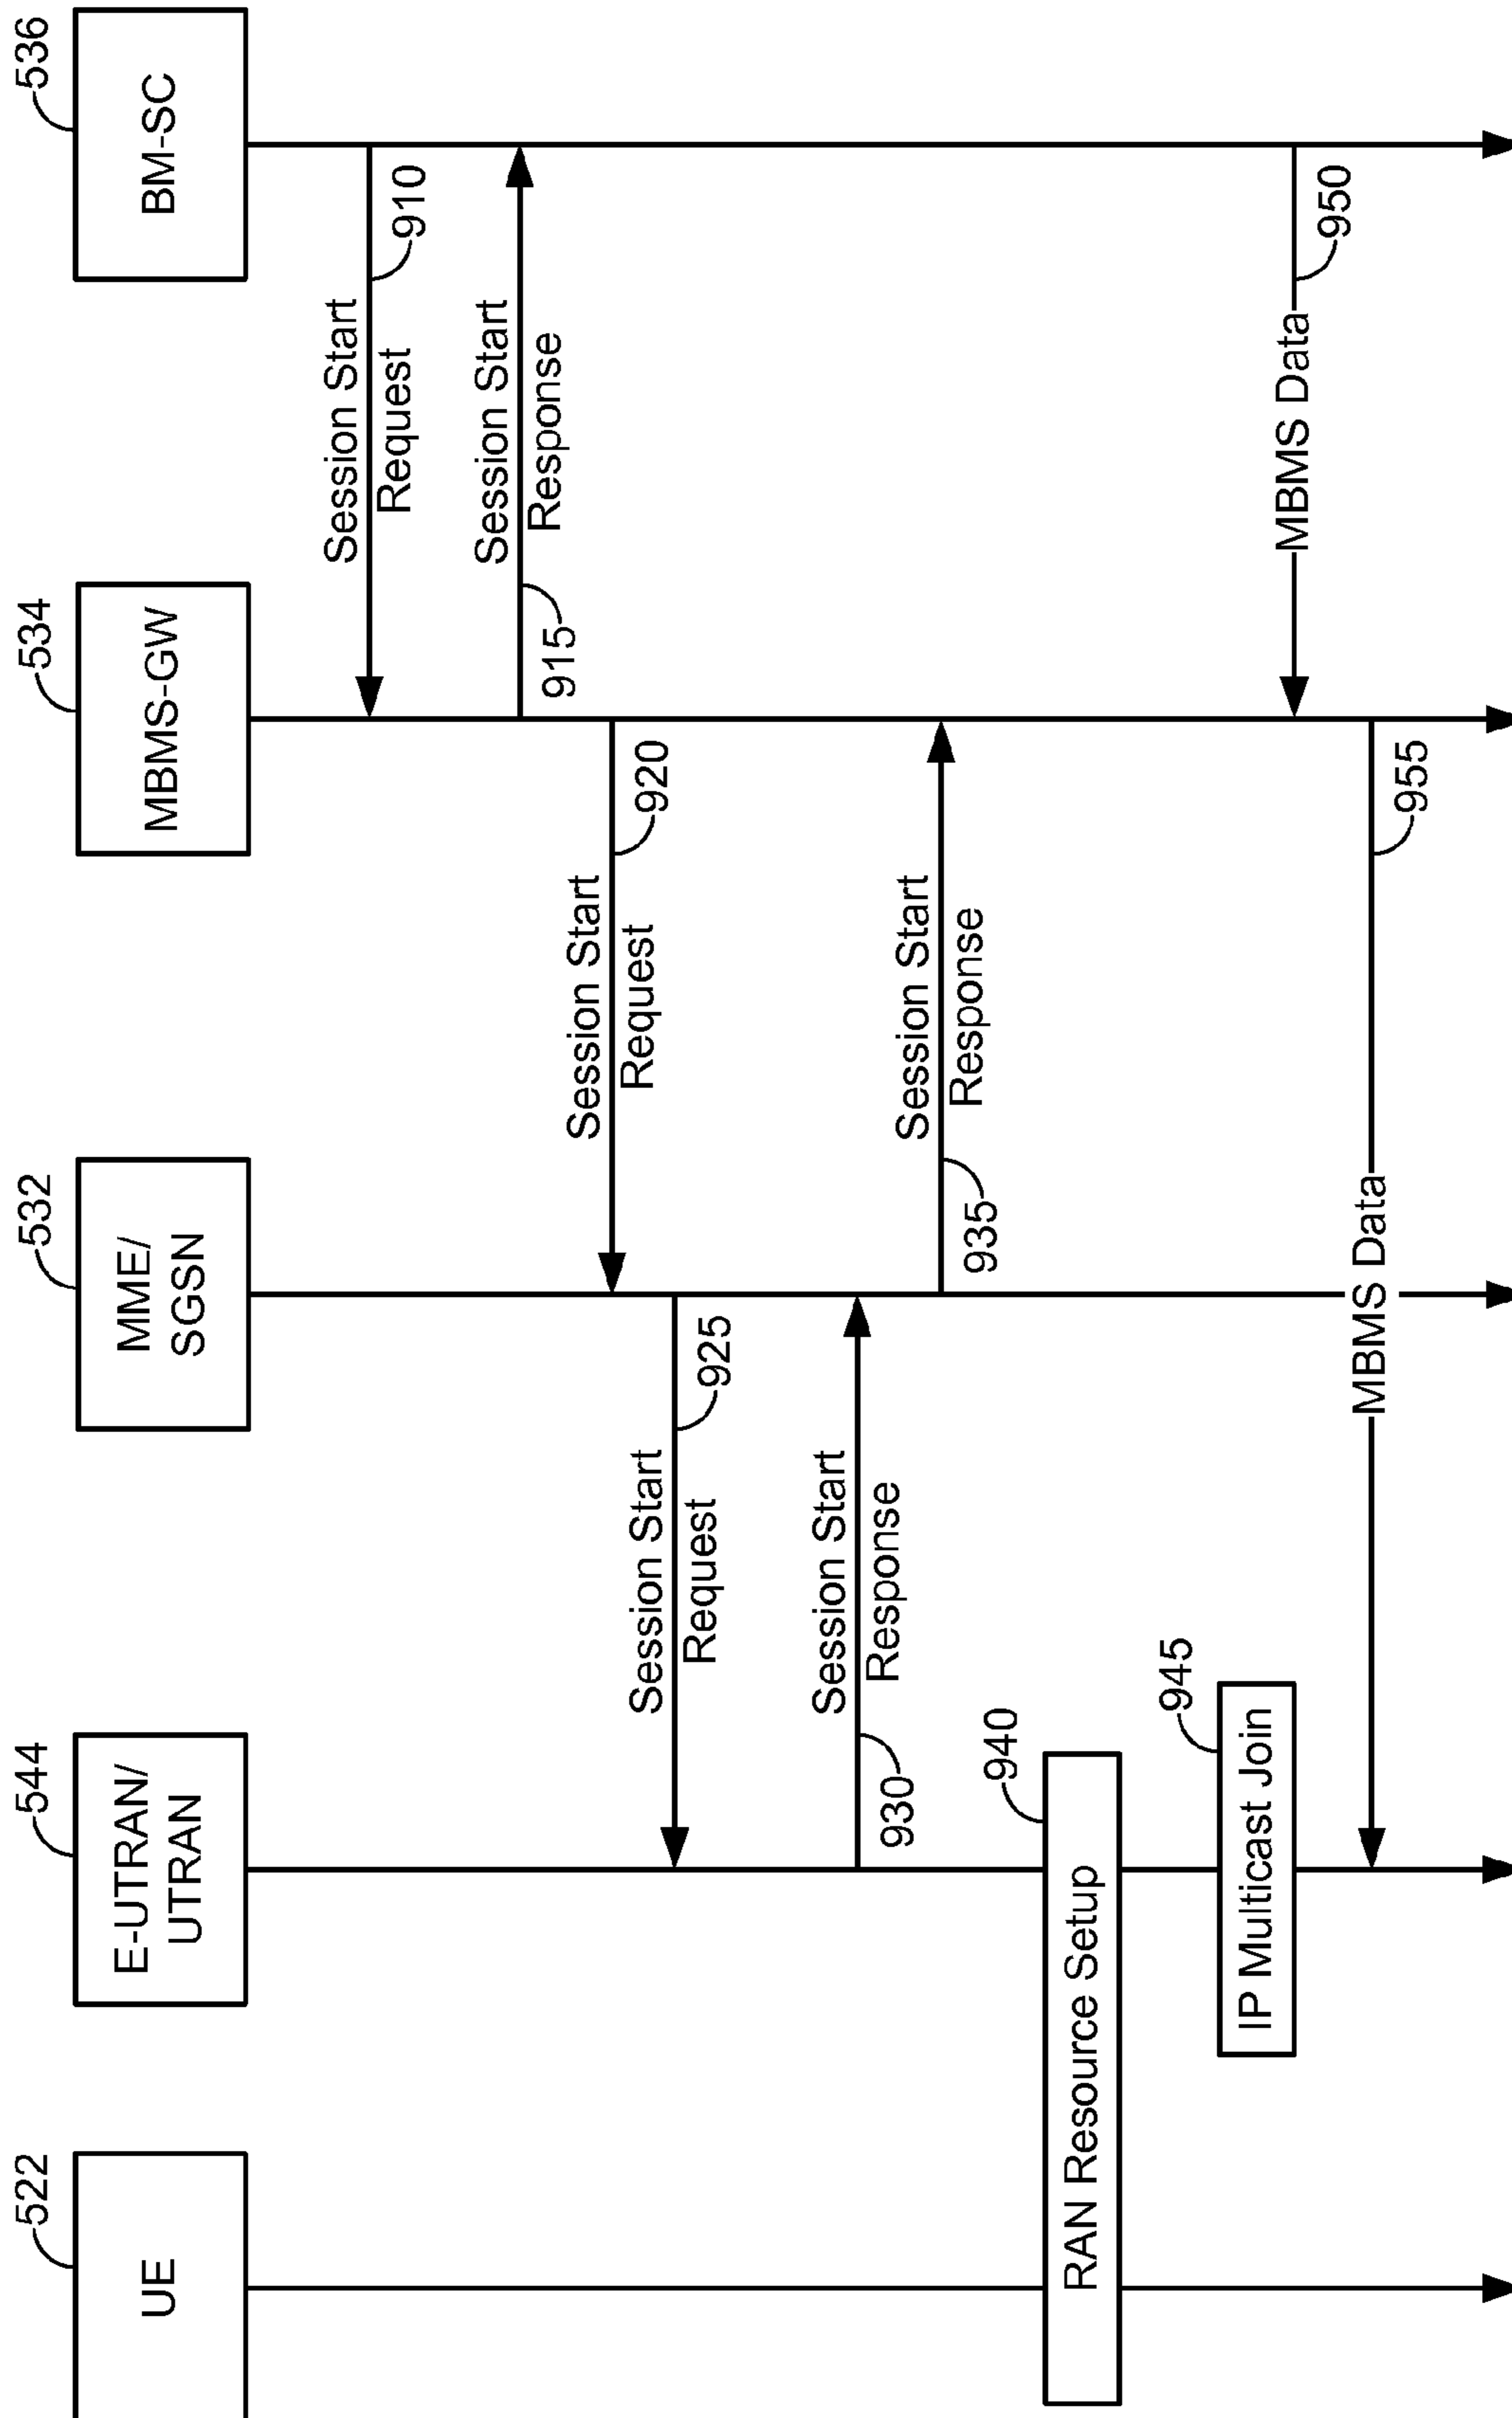 522
UE
544
E-UTRAN/
UTRAN
532
MME/
SGSN
534
MBMS-GW
536
BM-SC
Session Start
Request
910
Session Start
Response
915
Session Start
Request
920
Session Start
Request
925
Session Start
Response
930
Session Start
Response
935
940
RAN Resource Setup
945
IP Multicast Join
MBMS Data
950
MBMS Data
955